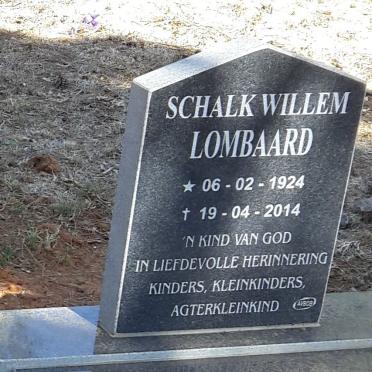 SCHALK WILLEM
LOMBAARD
★ 06 - 02 - 1924
† 19 - 04 - 2014
'N KIND VAN GOD
IN LIEFDEVOLLE HERINNERING
KINDERS, KLEINKINDERS,
AGTERKLEINKIND